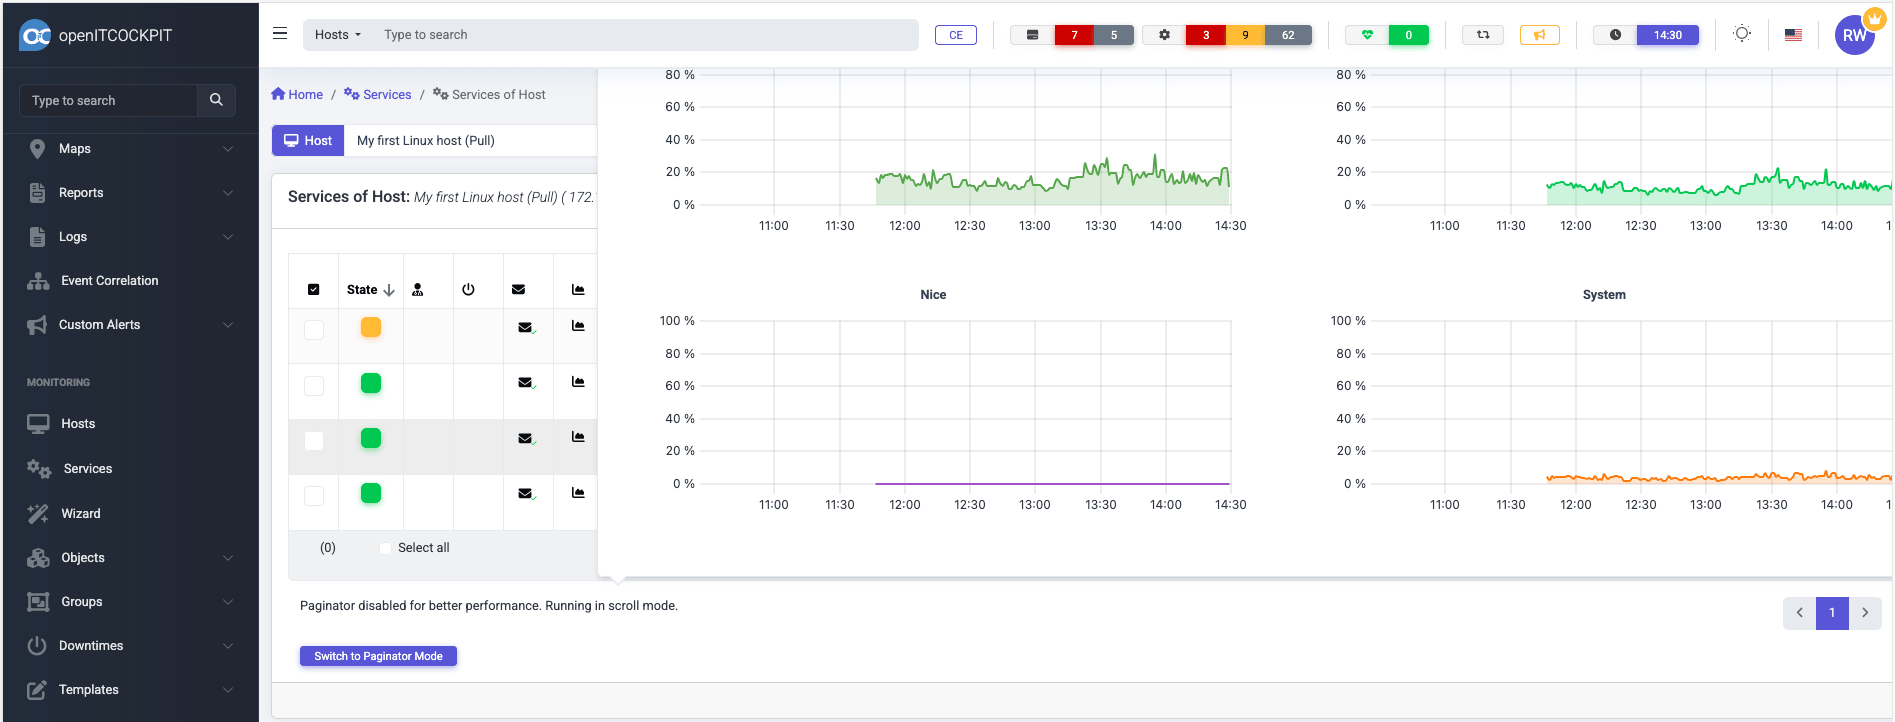 openITCOCKPIT
Hosts
Type to search
CE
7
5
3
9
62
0
14:30
RW
Type to search
Maps
Reports
Logs
Event Correlation
Custom Alerts
MONITORING
Hosts
Services
Wizard
Objects
Groups
Downtimes
Templates
Home / Services / Services of Host
Host
My first Linux host (Pull)
Services of Host: My first Linux host (Pull) ( 172.
State
(0)
Select all
80 %
60 %
40 %
20 %
0 %
11:00 11:30 12:00 12:30 13:00 13:30 14:00 14:30
80 %
60 %
40 %
20 %
0 %
11:00 11:30 12:00 12:30 13:00 13:30 14:00 1
Nice
100 %
80 %
60 %
40 %
20 %
0 %
11:00 11:30 12:00 12:30 13:00 13:30 14:00 14:30
System
100 %
80 %
60 %
40 %
20 %
0 %
11:00 11:30 12:00 12:30 13:00 13:30 14:00 1
Paginator disabled for better performance. Running in scroll mode.
1
Switch to Paginator Mode